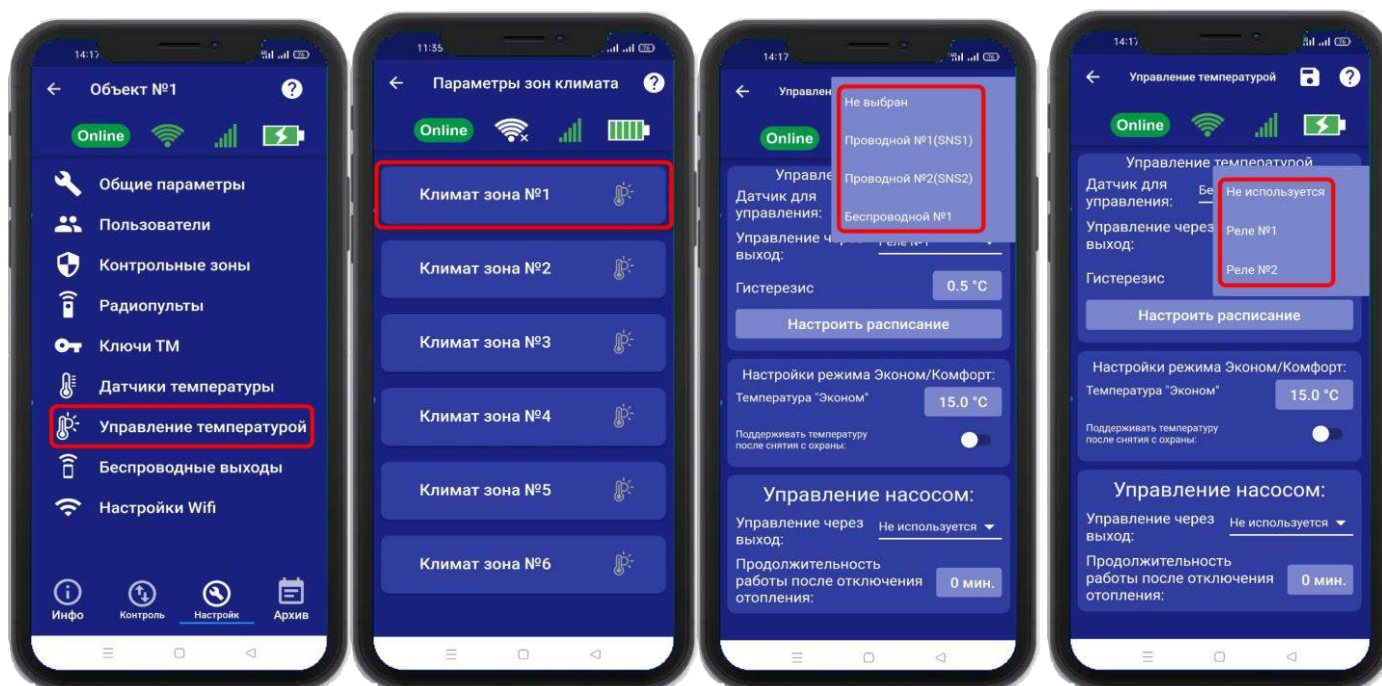 14:17
Объект №1
?
Online
Общие параметры
Пользователи
Контрольные зоны
Радиопульты
Ключи ТМ
Датчики температуры
Управление температурой
Беспроводные выходы
Настройки Wifi
Инфо
Контроль
Настройк
Архив
11:35
Параметры зон климата
?
Online
Климат зона №1
Климат зона №2
Климат зона №3
Климат зона №4
Климат зона №5
Климат зона №6
14:17
Управлен
Online
Не выбран
Проводной №1(SNS1)
Проводной №2(SNS2)
Беспроводной №1
Управле
Датчик для
управления:
Управление ч
выход:
Гистерезис
0.5 °C
Настроить расписание
Настройки режима Эконом/Комфорт:
Температура "Эконом"
15.0 °C
Поддерживать температуру
после снятия с охраны:
Управление насосом:
Управление через
выход:
Не используется
Продолжительность
работы после отключения
отопления:
0 мин.
14:17
Управление температурой
?
Online
Управление температурой
Датчик для
управления:
Бе
Не используется
Реле №1
Реле №2
Управление через
выход:
Гистерезис
Настроить расписание
Настройки режима Эконом/Комфорт:
Температура "Эконом"
15.0 °C
Поддерживать температуру
после снятия с охраны:
Управление насосом:
Управление через
выход:
Не используется
Продолжительность
работы после отключения
отопления:
0 мин.